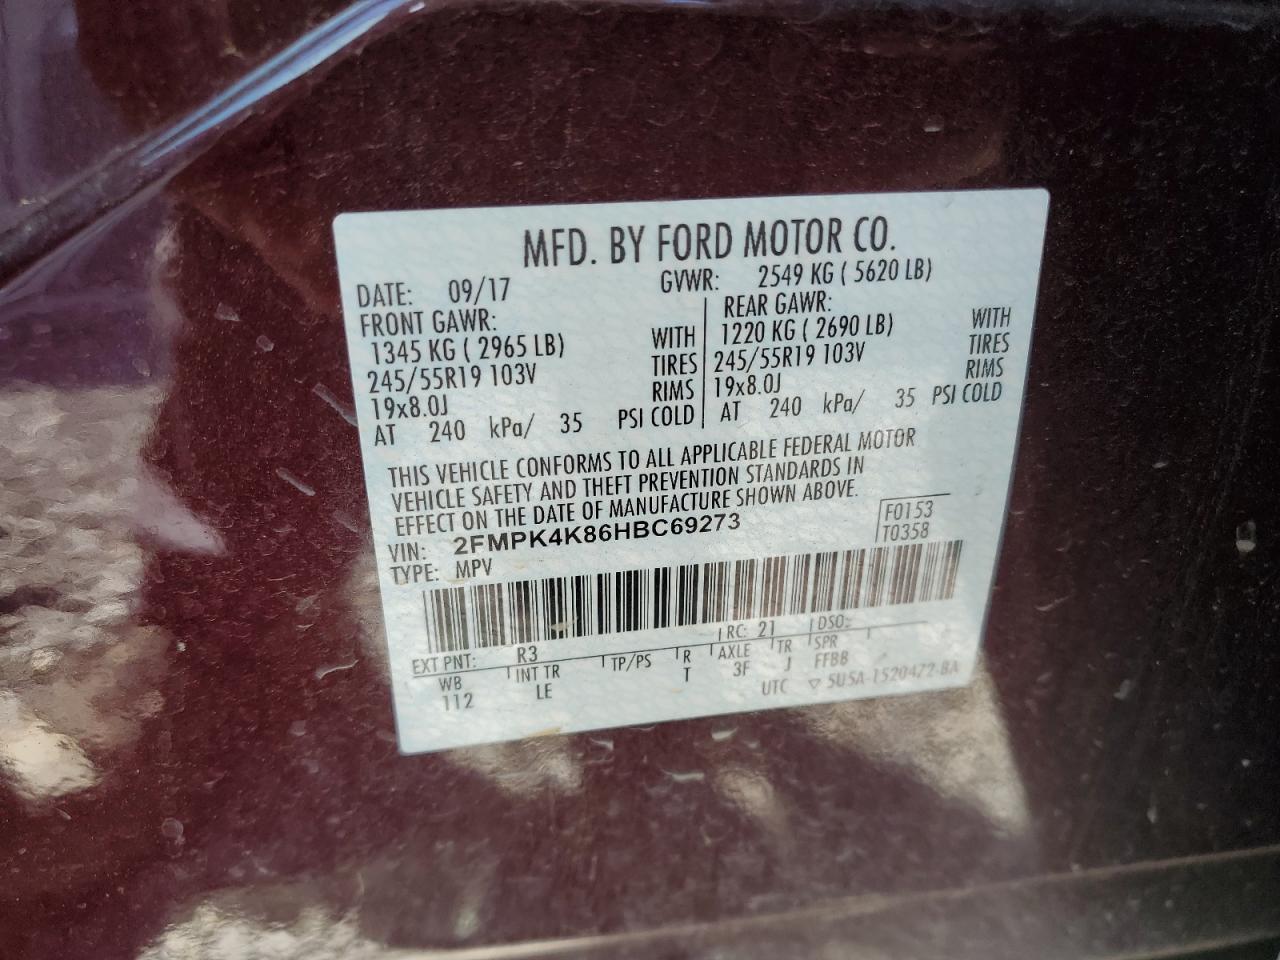 MFD. BY FORD MOTOR CO.
DATE: 09/17 GVWR: 2549 KG ( 5620 LB)
FRONT GAWR:
1345 KG ( 2965 LB) WITH
245/55R19 103V TIRES
19x8.0J RIMS
AT 240 kPa/ 35 PSI COLD
REAR GAWR:
1220 KG ( 2690 LB) WITH
245/55R19 103V TIRES
19x8.0J RIMS
AT 240 kPa/ 35 PSI COLD
THIS VEHICLE CONFORMS TO ALL APPLICABLE FEDERAL MOTOR
VEHICLE SAFETY AND THEFT PREVENTION STANDARDS IN
EFFECT ON THE DATE OF MANUFACTURE SHOWN ABOVE.
VIN: 2FMPK4K86HBC69273 F0153
TYPE: MPV T0358
EXT PNT: R3 RC: 21 DSO:
WB INT TR TP/PS R AXLE TR SPR
112 LE T 3F J FFBB
UTC ▽ 5U5A-1520472-BA